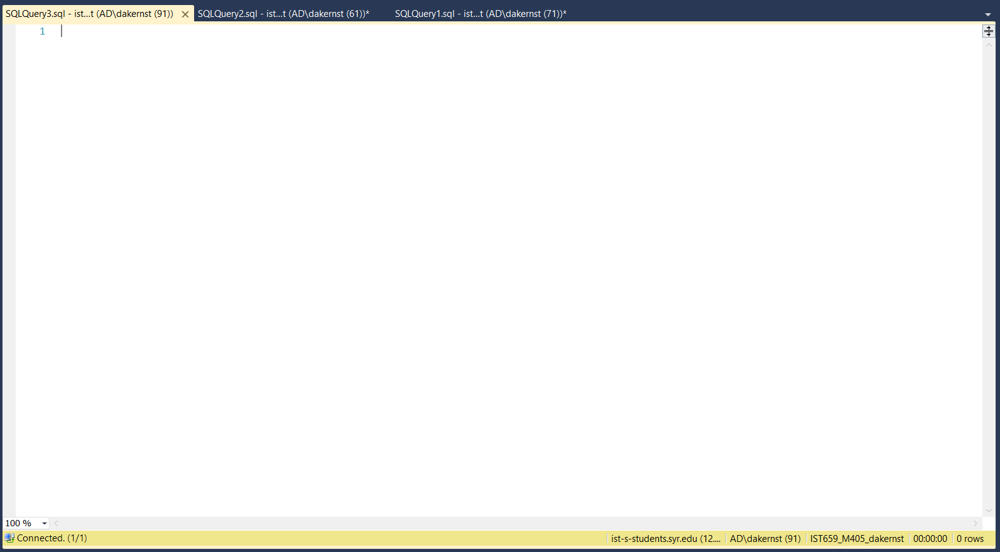 SQLQuery3.sql - ist...t (AD\dakernst (91)) SQLQuery2.sql - ist...t (AD\dakernst (61))* SQLQuery1.sql - ist...t (AD\dakernst (71))*
1
100 %
Connected. (1/1) ist-s-students.syr.edu (12.... AD\dakernst (91) IST659_M405_dakernst 00:00:00 0 rows